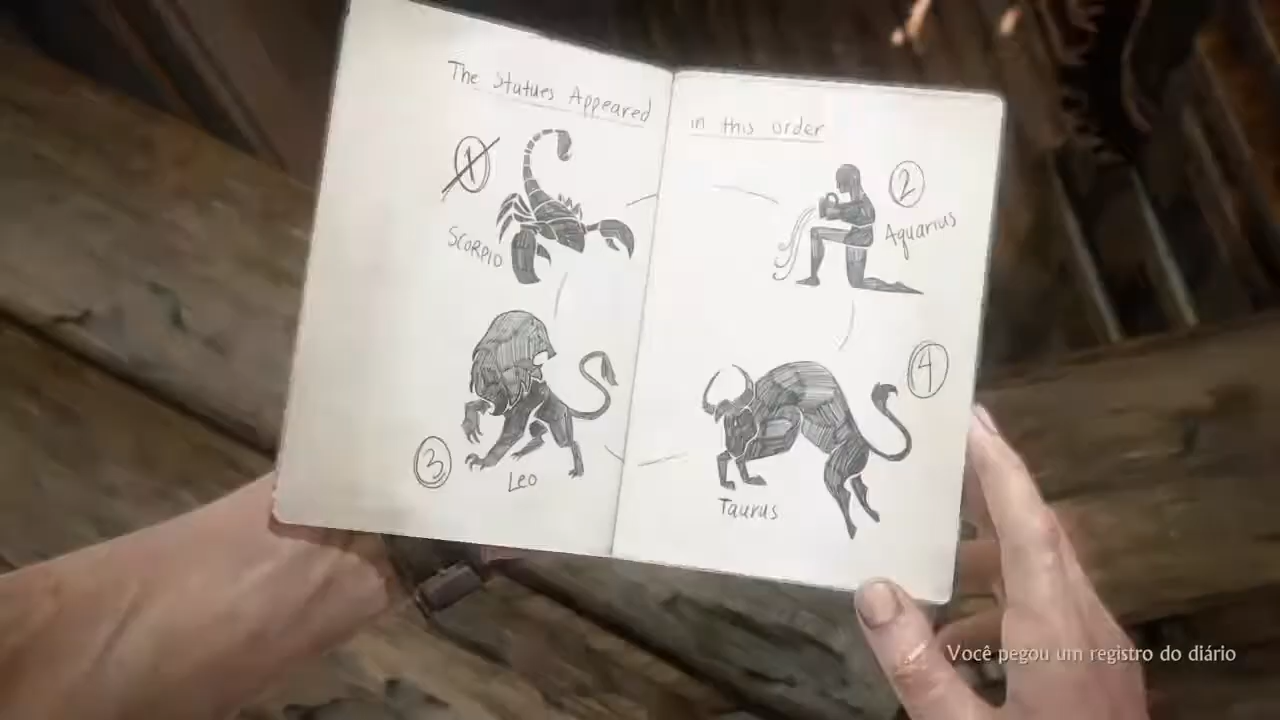 The Statues Appeared
in this order
1
SCORPIO
2
Aquarius
3
Leo
4
Taurus
Você pegou um registro do diário